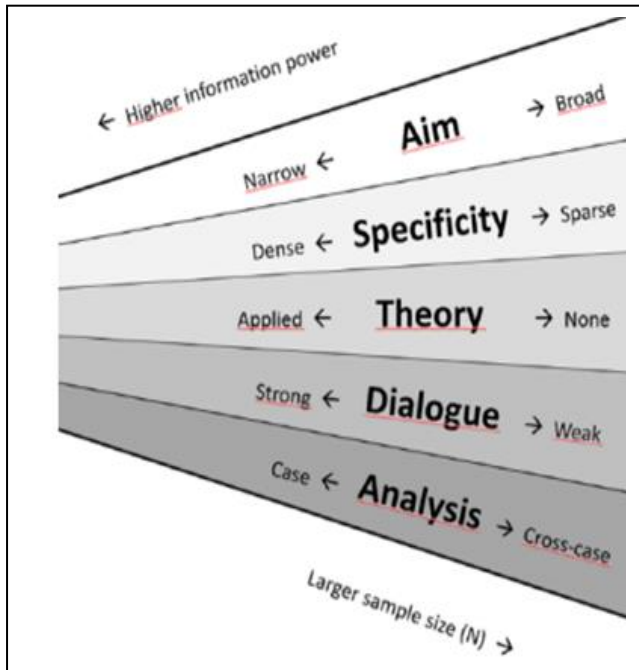 ← Higher information power
Narrow ← Aim → Broad
Dense ← Specificity → Sparse
Applied ← Theory → None
Strong ← Dialogue → Weak
Case ← Analysis → Cross-case
Larger sample size (N) →